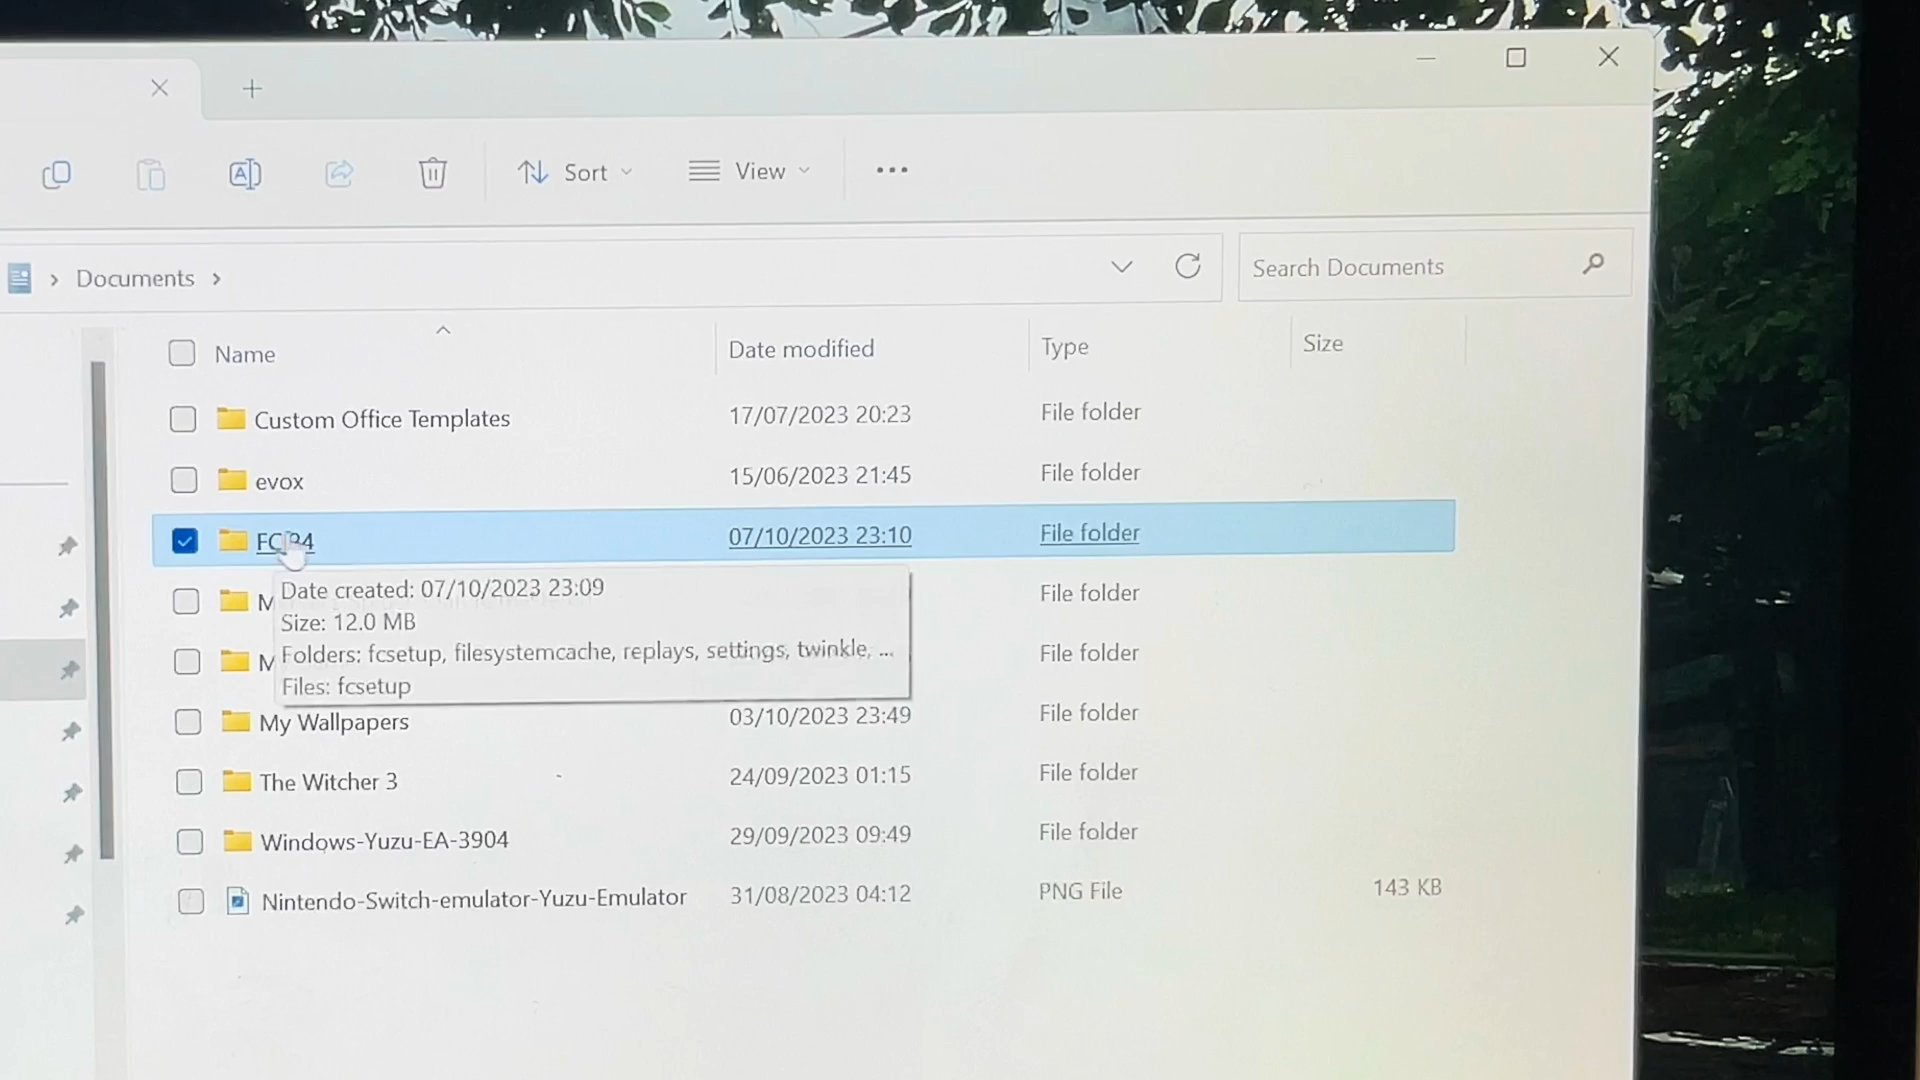 Sort
View
Documents
Search Documents
Name
Date modified
Type
Size
Custom Office Templates
17/07/2023 20:23
File folder
evox
15/06/2023 21:45
File folder
07/10/2023 23:10
File folder
Date created: 07/10/2023 23:09
Size: 12.0 MB
Folders: fcsetup, filesystemcache, replays, settings, twinkle, ...
Files: fcsetup
M
File folder
M
File folder
My Wallpapers
03/10/2023 23:49
File folder
The Witcher 3
24/09/2023 01:15
File folder
Windows-Yuzu-EA-3904
29/09/2023 09:49
File folder
Nintendo-Switch-emulator-Yuzu-Emulator
31/08/2023 04:12
PNG File
143 KB